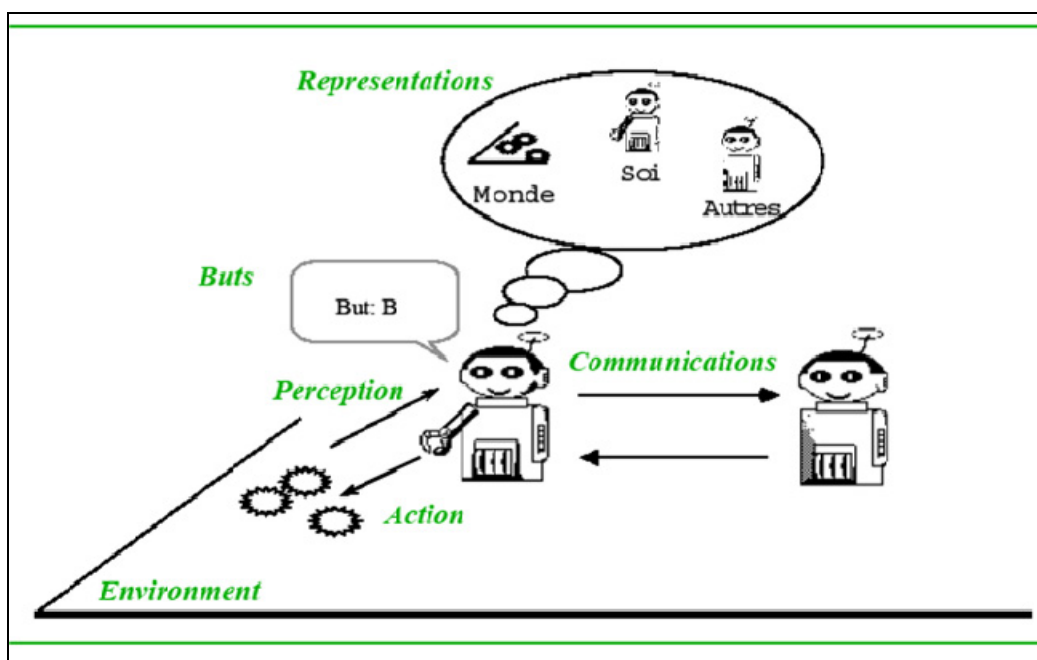 Representations
Soi
Monde
Autres
Buts
But: B
Communications
Perception
Action
Environment